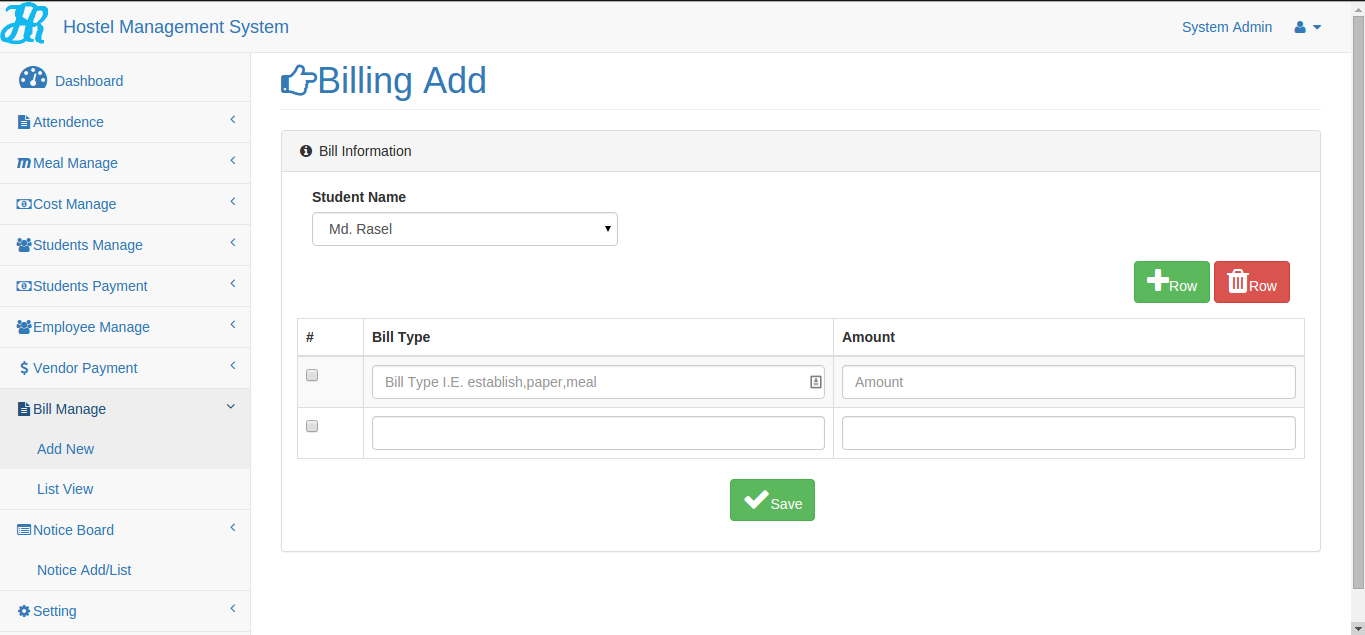 HR
Hostel Management System
System Admin
Dashboard
Attendence
Meal Manage
Cost Manage
Students Manage
Students Payment
Employee Manage
$ Vendor Payment
Bill Manage
Add New
List View
Notice Board
Notice Add/List
Setting
Billing Add
Bill Information
Student Name
Md. Rasel
Row Row
# Bill Type Amount
Bill Type I.E. establish,paper,meal Amount
Save